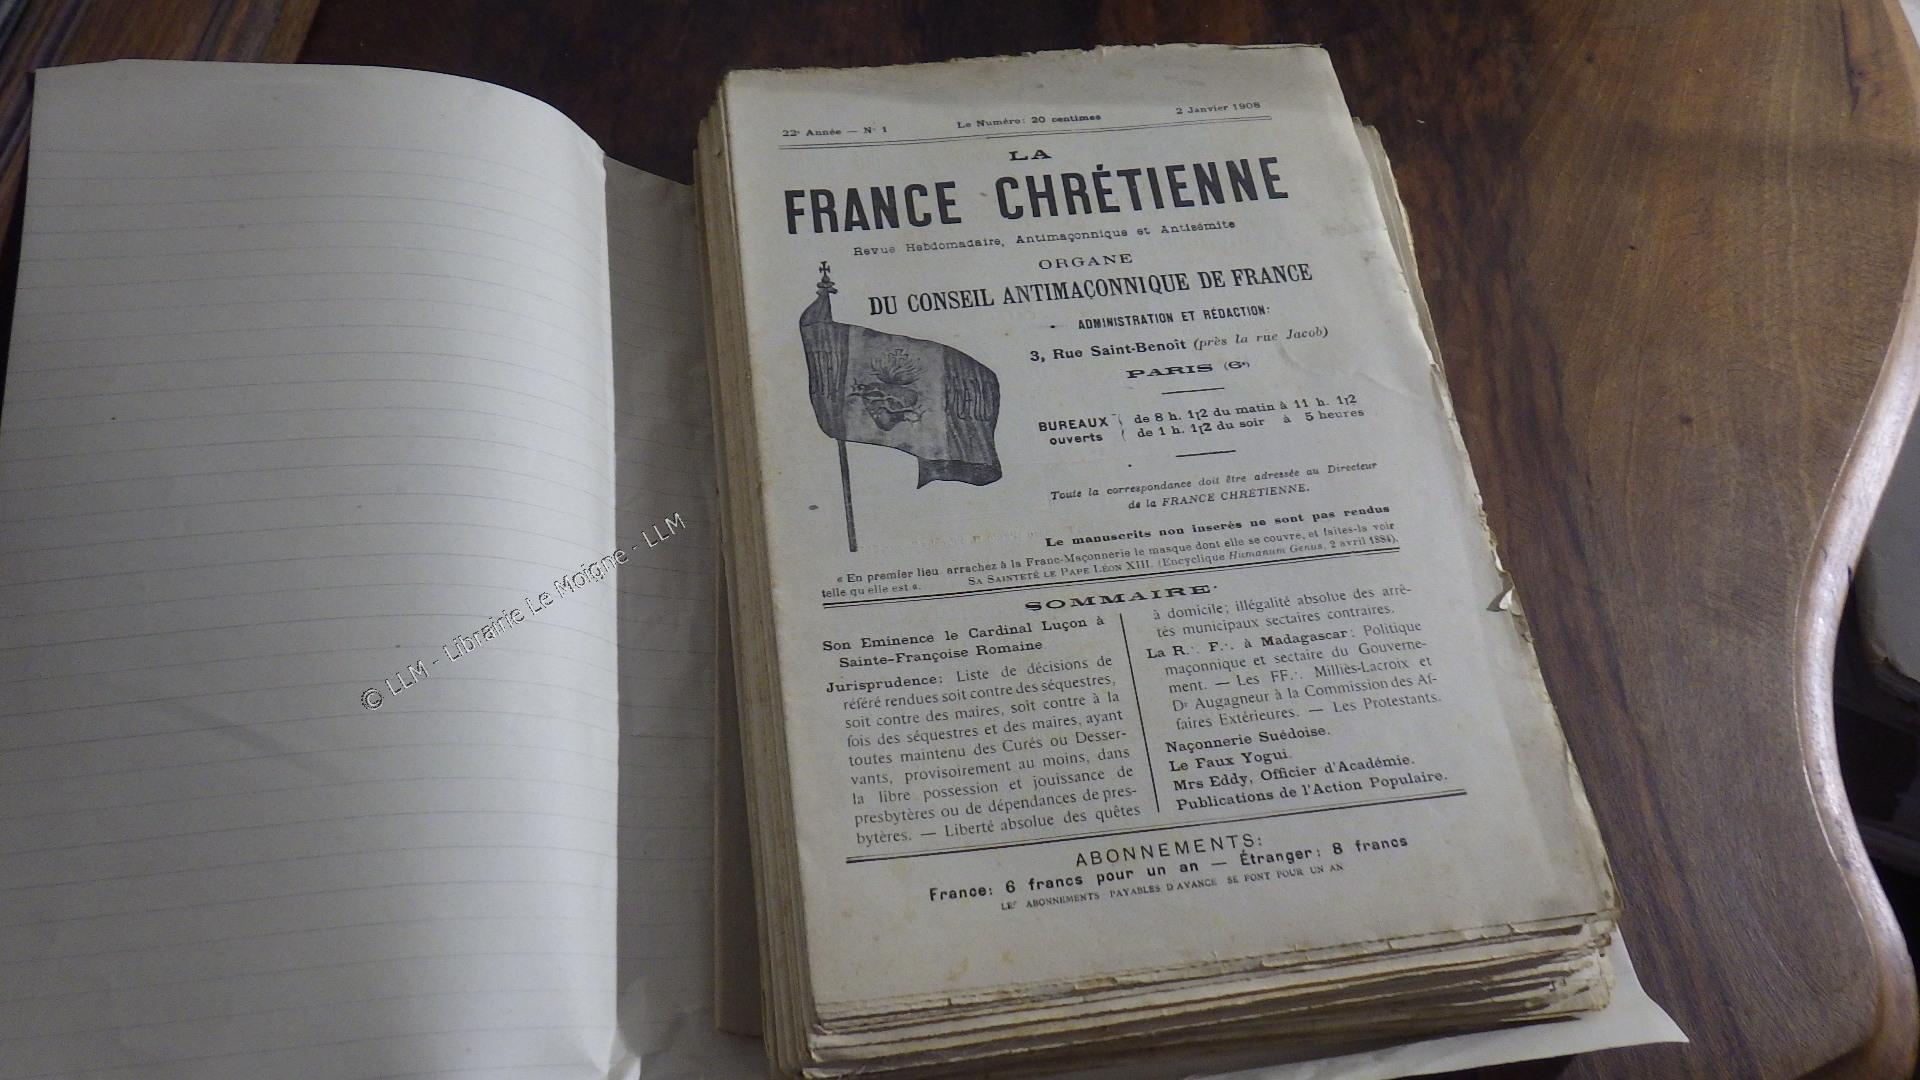 22e Année — N° 1
Le Numéro: 20 centimes
2 Janvier 1908
LA
FRANCE CHRÉTIENNE
Revue Hebdomadaire, Antimaçonnique et Antisémite
ORGANE
DU CONSEIL ANTIMAÇONNIQUE DE FRANCE
ADMINISTRATION ET RÉDACTION:
3, Rue Saint-Benoît (près la rue Jacob)
PARIS (6e)
BUREAUX ouverts
de 8 h. 1/2 du matin à 11 h. 1/2
de 1 h. 1/2 du soir à 5 heures
Toute la correspondance doit être adressée au Directeur
de la FRANCE CHRÉTIENNE.
Le manuscrits non inserés ne sont pas rendus
« En premier lieu arrachez à la Franc-Maçonnerie le masque dont elle se couvre, et faites-la voir
telle qu elle est «. SA SAINTETÉ LE PAPE LÉON XIII. (Encyclique Humanum Genus, 2 avril 1884).
SOMMAIRE
Son Eminence le Cardinal Luçon à
Sainte-Françoise Romaine
Jurisprudence: Liste de décisions de
référé rendues soit contre des séquestres,
soit contre des maires, soit contre à la
fois des séquestres et des maires, ayant
toutes maintenu des Curés ou Desser-
vants, provisoirement au moins, dans
la libre possession et jouissance de
presbytères ou de dépendances de pres-
bytères. — Liberté absolue des quêtes
à domicile; illégalité absolue des arrê-
tés municipaux sectaires contraires.
La R∴ F∴ à Madagascar: Politique
maçonnique et sectaire du Gouverne-
ment. — Les FF∴ Milliès-Lacroix et
Dr Augagneur à la Commission des Af-
faires Extérieures. — Les Protestants.
Naçonnerie Suédoise.
Le Faux Yogui.
Mrs Eddy, Officier d'Académie.
Publications de l'Action Populaire.
ABONNEMENTS:
France: 6 francs pour un an — Étranger: 8 francs
LES ABONNEMENTS PAYABLES D AVANCE SE FONT POUR UN AN
© LLM - Librairie Le Moigne - LLM